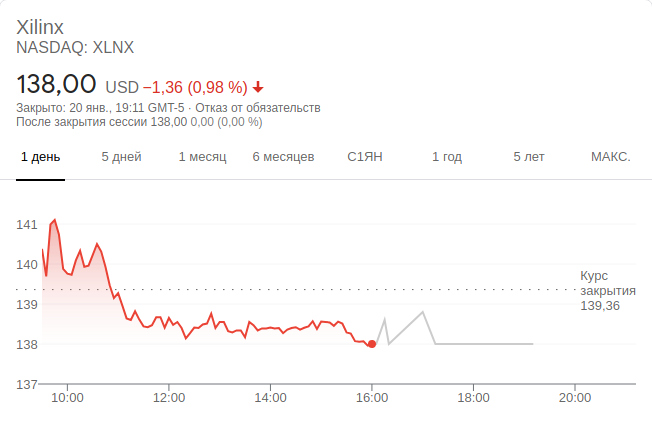 Xilinx
NASDAQ: XLNX
138,00 USD −1,36 (0,98 %)
Закрыто: 20 янв., 19:11 GMT-5 · Отказ от обязательств
После закрытия сессии 138,00 0,00 (0,00 %)
1 день 5 дней 1 месяц 6 месяцев С1ЯН 1 год 5 лет МАКС.
141
140
Курс
закрытия
139,36
139
138
137
10:00 12:00 14:00 16:00 18:00 20:00